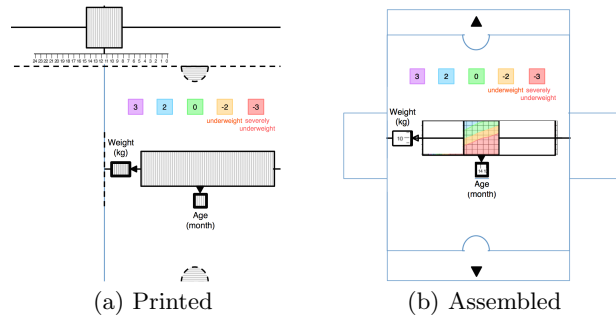 24 23 22 21 20 19 18 17 16 15 14 13 12 11 10 9 8 7 6 5 4 3 2 1 0
3 2 0 -2 -3
underweight severely
underweight
Weight
(kg)
Age
(month)
(a) Printed
3 2 0 -2 -3
underweight severely
underweight
Weight
(kg)
10
Age
(month)
(b) Assembled